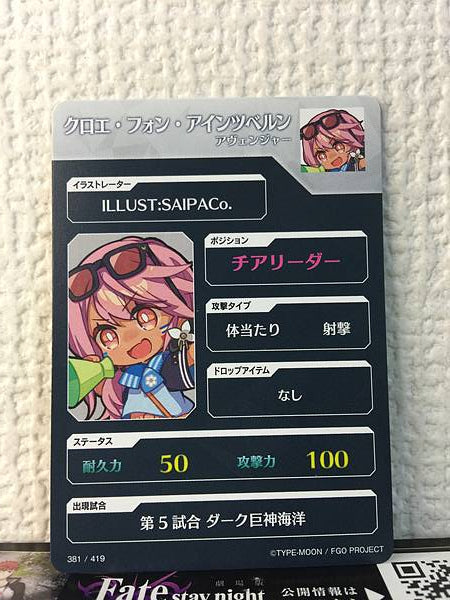 クロエ・フォン・アインツベルン
アヴェンジャー
イラストレーター
ILLUST:SAIPACo.
ポジション
チアリーダー
攻撃タイプ
体当たり 射撃
ドロップアイテム
なし
ステータス
耐久力 50 攻撃力 100
出現試合
第5試合 ダーク巨神海洋
381 / 419
©TYPE-MOON / FGO PROJECT
劇場版
Fate stay night
公開情報は